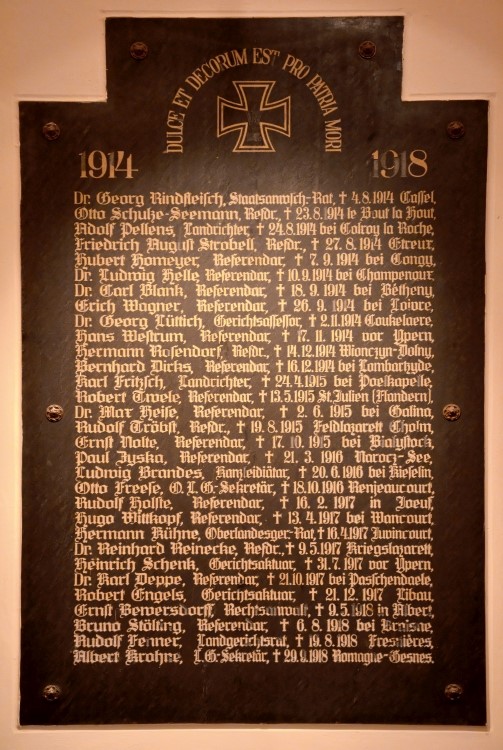 DULCE ET DECORUM EST PRO PATRIA MORI
1914 1918
Dr. Georg Rindfleisch, Staatsanwsch-Rat, † 4.8.1914 Cassel,
Otto Schulze-Seemann, Refdr., † 23.8.1914 le Bout la Hout,
Adolf Pellens, Landrichter, † 24.8.1914 bei Colroy la Roche,
Friedrich August Strobell, Refdr., † 27. 8. 1914 Etreux,
Hubert Homeyer, Referendar, † 7. 9. 1914 bei Congy,
Dr. Ludwig Helle, Referendar, † 10.9.1914 bei Champenoux,
Dr. Carl Blank, Referendar, † 18. 9. 1914 bei Bétheny,
Erich Wagner, Referendar, † 26. 9. 1914 bei Loivre,
Dr. Georg Lüttich, Gerichtsassessor, † 2.11.1914 Coukelaere,
Hans Westrum, Referendar, † 17. 11. 1914 vor Ypern,
Hermann Rosendorf, Refdr., † 14.12.1914 Wionczyn-Dolny,
Bernhard Dirks, Referendar, † 16.12.1914 bei Lombartzyde,
Karl Fritzsch, Landrichter, † 24.4.1915 bei Poelkapelle,
Robert Twele, Referendar, † 13.5.1915 St. Julien (Flandern),
Dr. Max Heise, Referendar, † 2. 6. 1915 bei Galina,
Rudolf Tröbst, Refdr., † 19. 8. 1915 Feldlazarett Cholm,
Ernst Nolte, Referendar, † 17. 10. 1915 bei Bialystock,
Paul Zyska, Referendar, † 21. 3. 1916 Narocz-See,
Ludwig Brandes, Kanzleidiätar, † 20.6.1916 bei Kieselin,
Otto Freese, O.L.G.-Sekretär, † 18.10.1916 Renjeaucourt,
Rudolf Holste, Referendar, † 16. 2. 1917 in Joeuf,
Hugo Wittkopf, Referendar, † 13. 4. 1917 bei Wancourt,
Hermann Kühne, Oberlandesger.-Rat, † 16.4.1917 Juvincourt,
Dr. Reinhard Reinecke, Refdr., † 9.5.1917 Kriegslazarett,
Heinrich Schenk, Gerichtsaktuar, † 31.7.1917 vor Ypern,
Dr. Karl Deppe, Referendar, † 21.10.1917 bei Passchendaele,
Robert Engels, Gerichtsaktuar, † 21. 12. 1917 Libau,
Ernst Bewersdorff, Rechtsanwalt, † 9.5.1918 in Albert,
Bruno Stölting, Referendar, † 6. 8. 1918 bei Braisne,
Rudolf Fenner, Landgerichtsrat, † 19. 8. 1918 Fresnières,
Albert Krohne, L.G.-Sekretär, † 29.9.1918 Romagne-Gesnes.